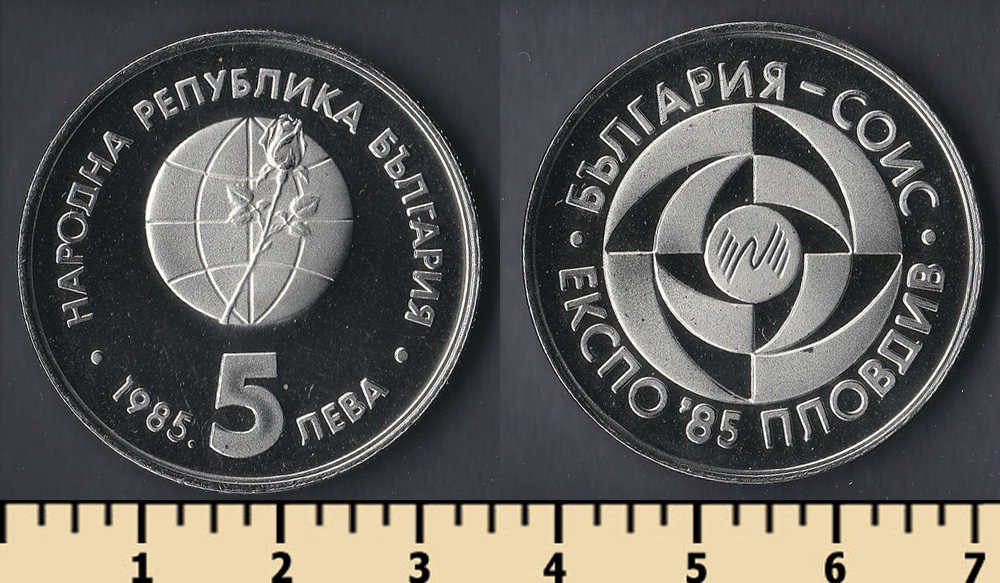 НАРОДНА РЕПУБЛИКА БЪЛГАРИЯ
1985. 5 ЛЕВА
БЪЛГАРИЯ – СОИС
ЕКСПО '85 ПЛОВДИВ
1 2 3 4 5 6 7